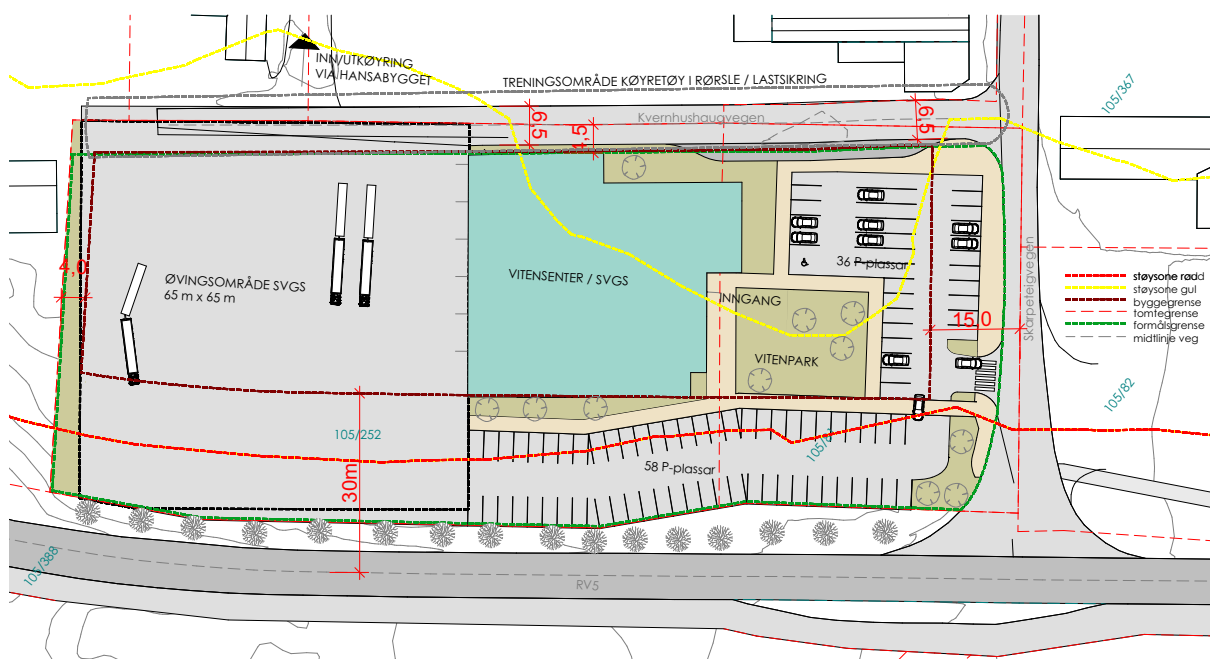 INN/UTKØYRING
VIA HANSABYGGET
TRENINGSOMRÅDE KØYRETØY I RØRSLE / LASTSIKRING
105/367
6,5
4,5
Kvernhushaugvegen
6,5
4,0
ØVINGSOMRÅDE SVGS
65 m x 65 m
VITENSENTER / SVGS
36 P-plassar
INNGANG
15,0
Skarpeteigvegen
VITENPARK
støysone rødd
støysone gul
byggegrense
tomtegrense
formålsgrense
midtlinje veg
105/82
105/252
30m
58 P-plassar
105/388
RV5